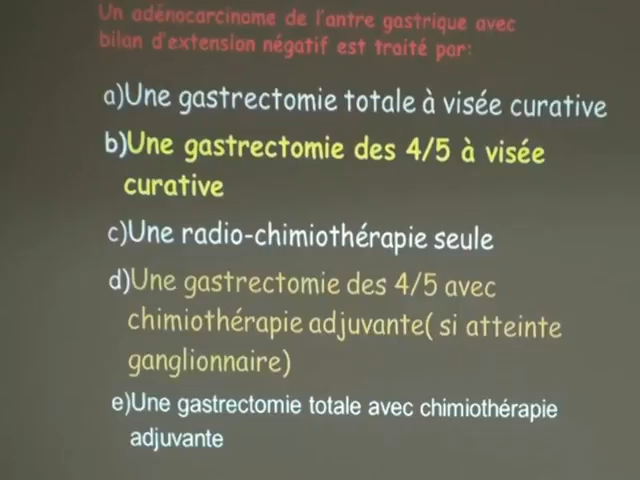 Un adénocarcinome de l'antre gastrique avec
bilan d'extension négatif est traité par:
a)Une gastrectomie totale à visée curative
b)Une gastrectomie des 4/5 à visée
curative
c)Une radio-chimiothérapie seule
d)Une gastrectomie des 4/5 avec
chimiothérapie adjuvante( si atteinte
ganglionnaire)
e)Une gastrectomie totale avec chimiothérapie
adjuvante